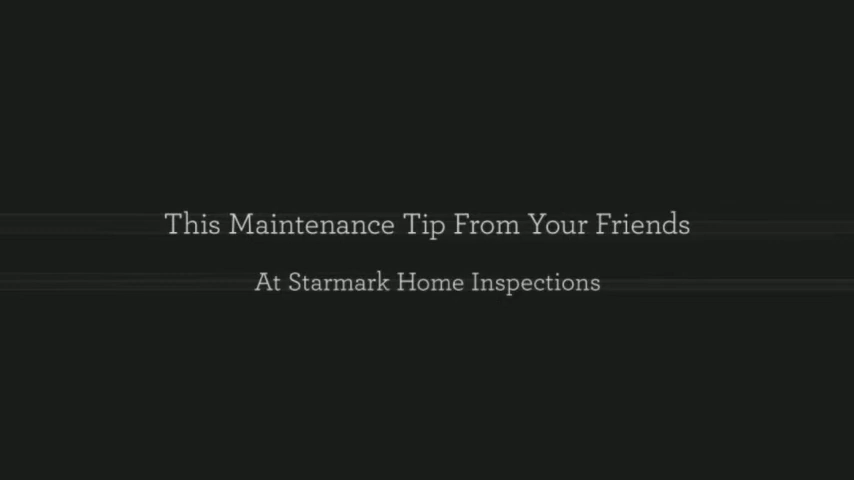 This Maintenance Tip From Your Friends
At Starmark Home Inspections